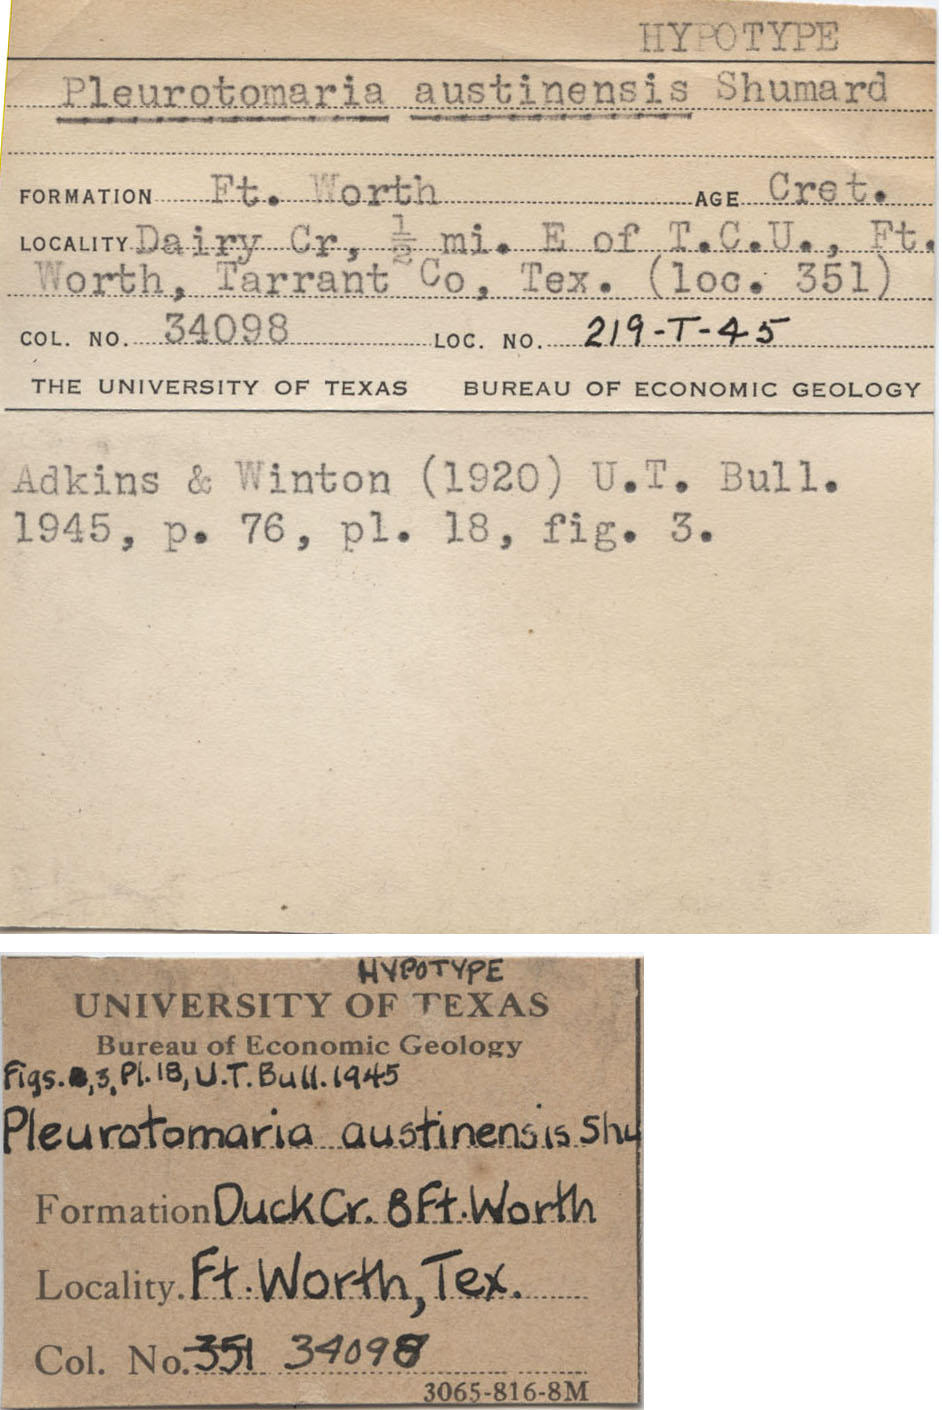 HYPOTYPE
Pleurotomaria austinensis Shumard
FORMATION Ft. Worth AGE Cret.
LOCALITY Dairy Cr, ½ mi. E of T.C.U., Ft.
Worth, Tarrant Co, Tex. (loc. 351)
COL. NO. 34098 LOC. NO. 219-T-45
THE UNIVERSITY OF TEXAS BUREAU OF ECONOMIC GEOLOGY
Adkins & Winton (1920) U.T. Bull.
1945, p. 76, pl. 18, fig. 3.
HYPOTYPE
UNIVERSITY OF TEXAS
Bureau of Economic Geology
Figs. ,3, Pl. 18, U.T. Bull. 1945
Pleurotomaria austinensis Shu
Formation Duck Cr. & Ft. Worth
Locality. Ft. Worth, Tex.
Col. No. 351 34098
3065-816-8M